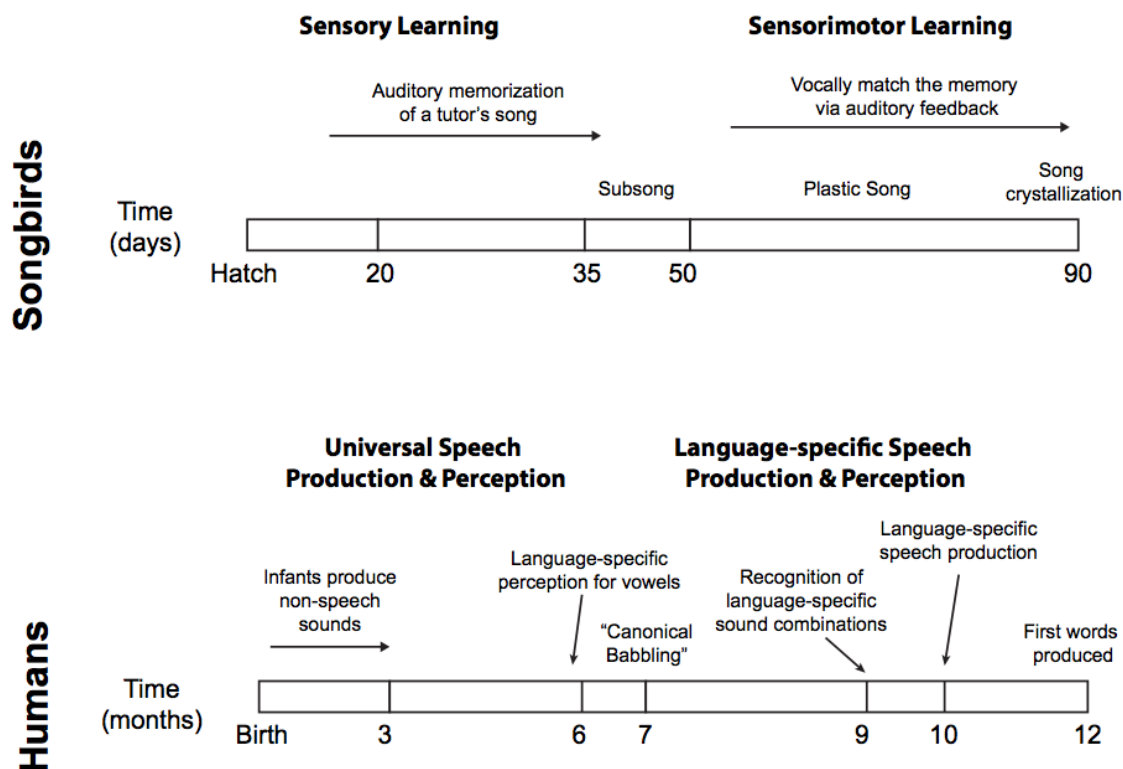 Sensory Learning
Sensorimotor Learning
Auditory memorization
of a tutor's song
Vocally match the memory
via auditory feedback
Songbirds
Subsong
Plastic Song
Song
crystallization
Time
(days)
Hatch
20
35
50
90
Universal Speech
Production & Perception
Language-specific Speech
Production & Perception
Humans
Infants produce
non-speech
sounds
Language-specific
perception for vowels
"Canonical
Babbling"
Recognition of
language-specific
sound combinations
Language-specific
speech production
First words
produced
Time
(months)
Birth
3
6
7
9
10
12